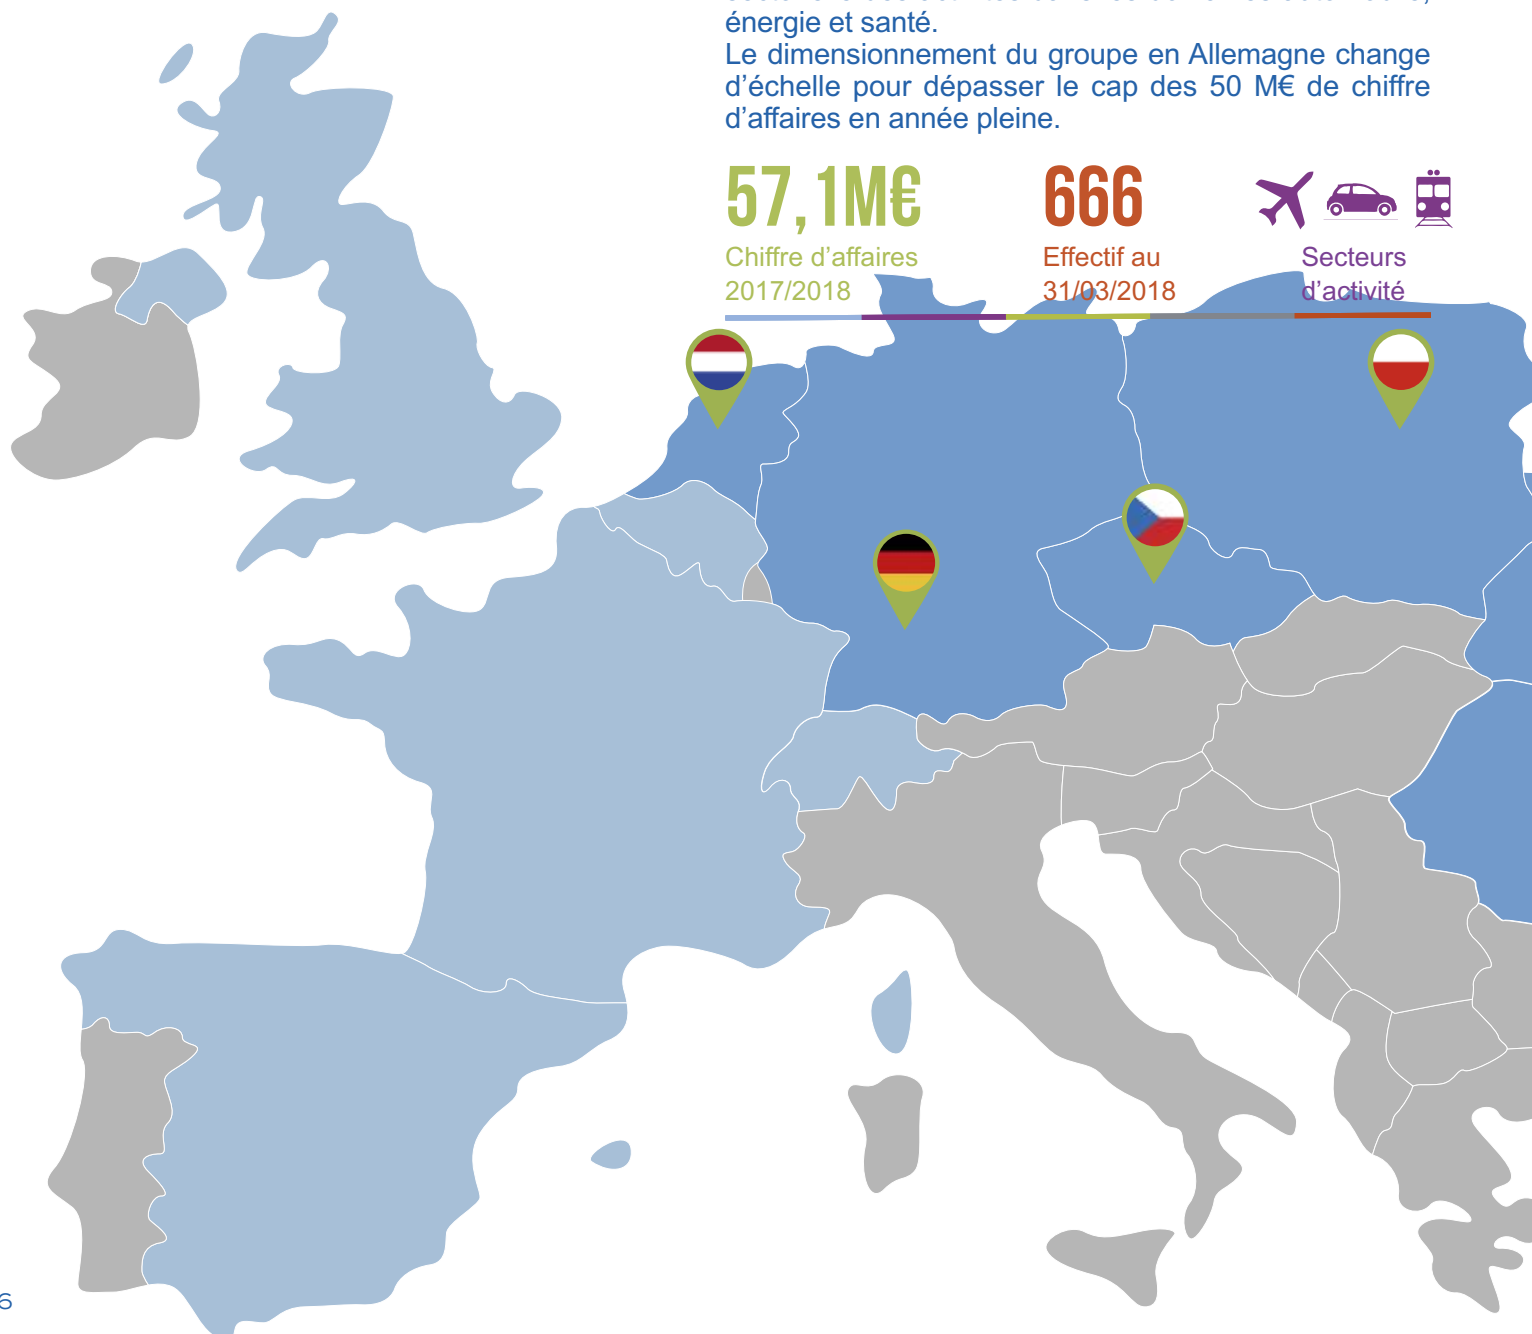 énergie et santé.
Le dimensionnement du groupe en Allemagne change
d'échelle pour dépasser le cap des 50 M€ de chiffre
d'affaires en année pleine.
57,1M€
Chiffre d'affaires
2017/2018
666
Effectif au
31/03/2018
Secteurs
d'activité
6